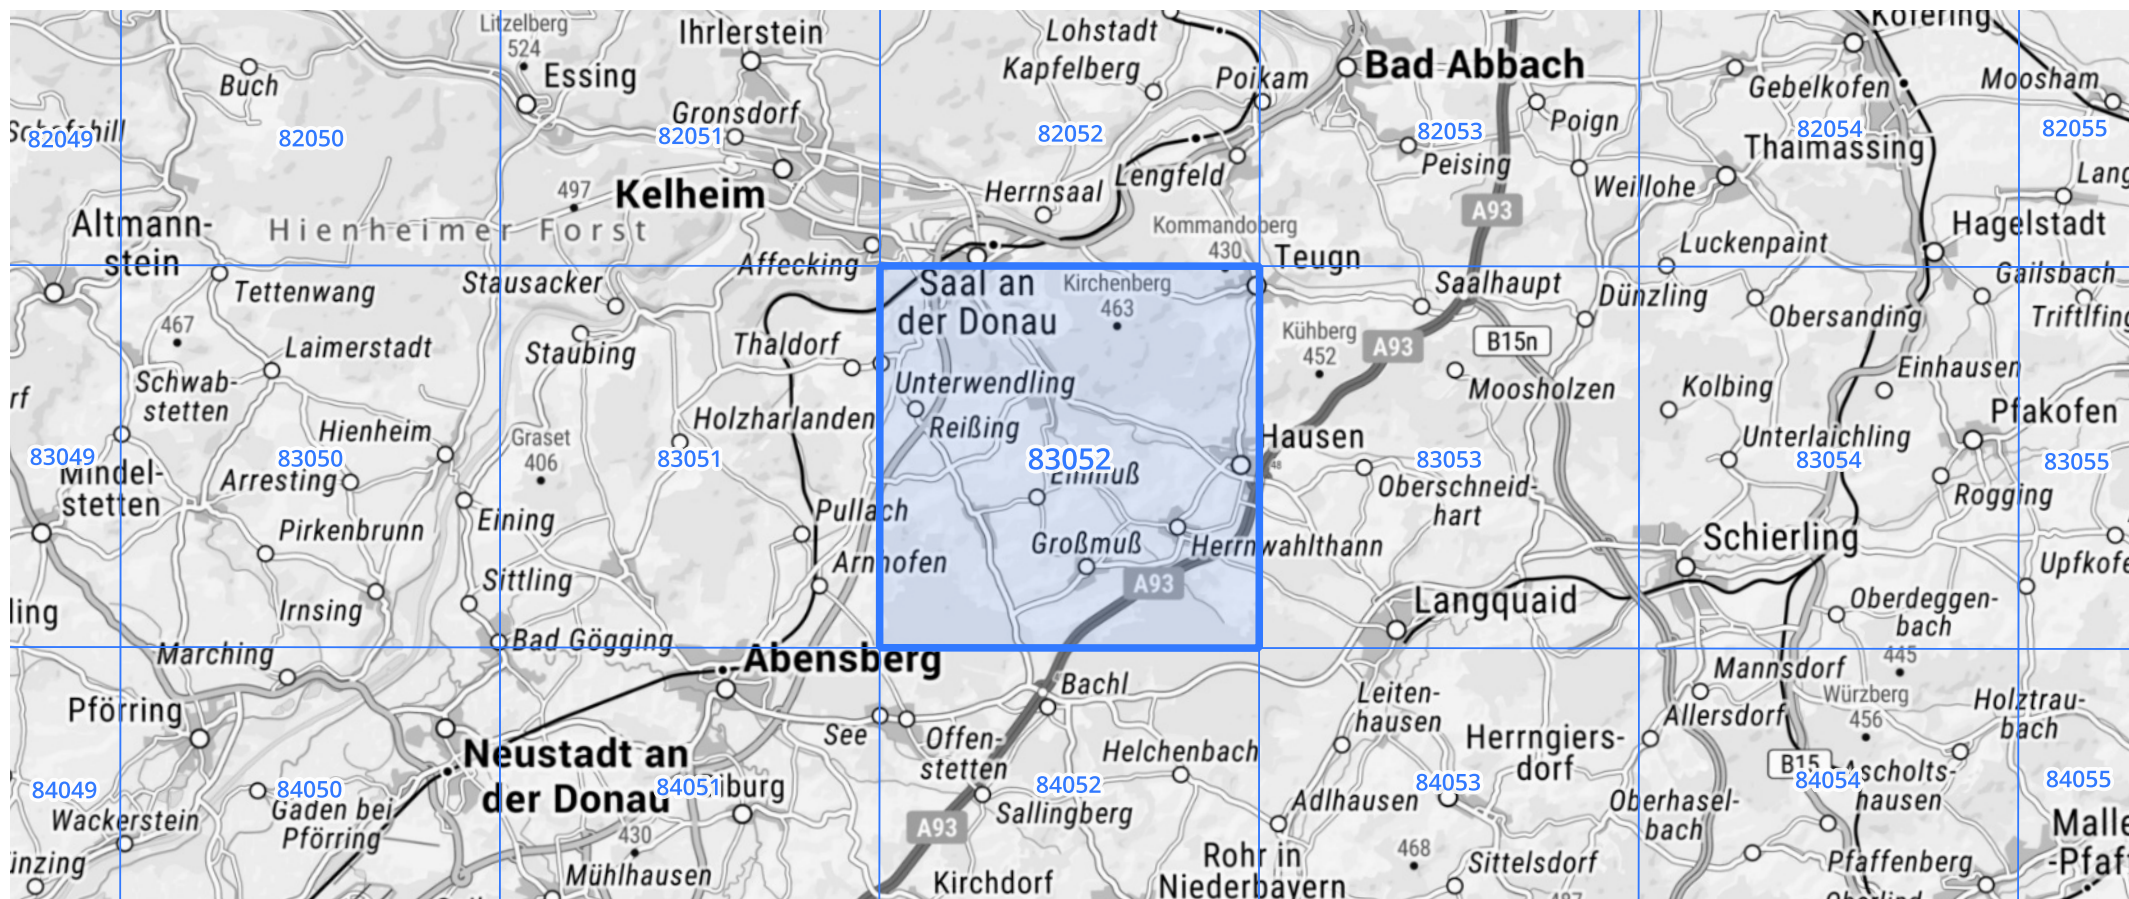 Litzelberg
524
Ihrlerstein
Lohstadt
Köfering
Buch
Essing
Kapfelberg
Poikam
Bad Abbach
A93
Gebelkofen
Moosham
Gronsdorf
Poign
82049
82050
82051
82052
82053
82054
82055
Thalmassing
Peising
Lengfeld
Weillohe
497
Kelheim
Herrnsaal
A93
Altmann-
stein
Hienheimer Forst
Kommandoberg
430
Teugn
Luckenpaint
Hagelstadt
Affecking
Tettenwang
Stausacker
Saal an
der Donau
Kirchenberg
463
Saalhaupt
Dünzling
Gailsbach
Obersanding
467
Laimerstadt
Staubing
Thaldorf
Kühberg
452
A93
B15n
Schwab-
stetten
Unterwendling
Moosholzen
Kolbing
Einhausen
Pfakofen
Hienheim
Graset
406
Holzharlanden
Reißing
Hausen
Unterlaichling
83049
83050
83051
83052
83053
83054
83055
Mindel-
stetten
Arresting
Einmuß
Oberschneid-
hart
Rogging
Pirkenbrunn
Eining
Pullach
Großmuß
Herrnwahlthann
Schierling
Arnhofen
Upfkofe
Sittling
A93
Irnsing
Langquaid
Oberdeggen-
bach
ling
Bad Gögging
Abensberg
Marching
445
Mannsdorf
Bachl
Pförring
Leiten-
hausen
Allersdorf
Würzberg
456
Holztrau-
bach
See
Offen-
stetten
Helchenbach
Herrngiers-
dorf
Neustadt an
der Donau
B15
84049
84050
84051
84052
84053
84054
84055
Ascholts-
hausen
Gaden bei
Pförring
Wackerstein
Sallingberg
Adlhausen
Oberhasel-
bach
A93
430
Mühlhausen
Kirchdorf
Rohr in
Niederbayern
468
Sittelsdorf
Pfaffenberg